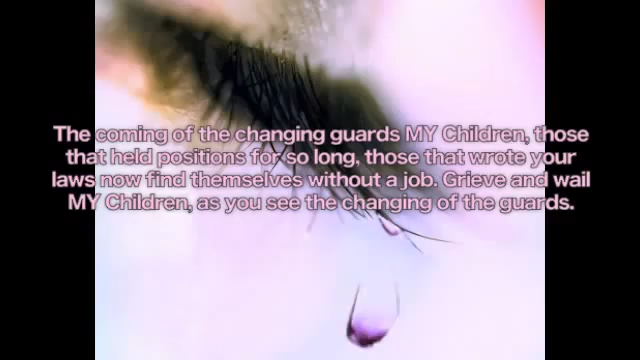 The coming of the changing guards MY Children, those
that held positions for so long, those that wrote your
laws now find themselves without a job. Grieve and wail
MY Children, as you see the changing of the guards.